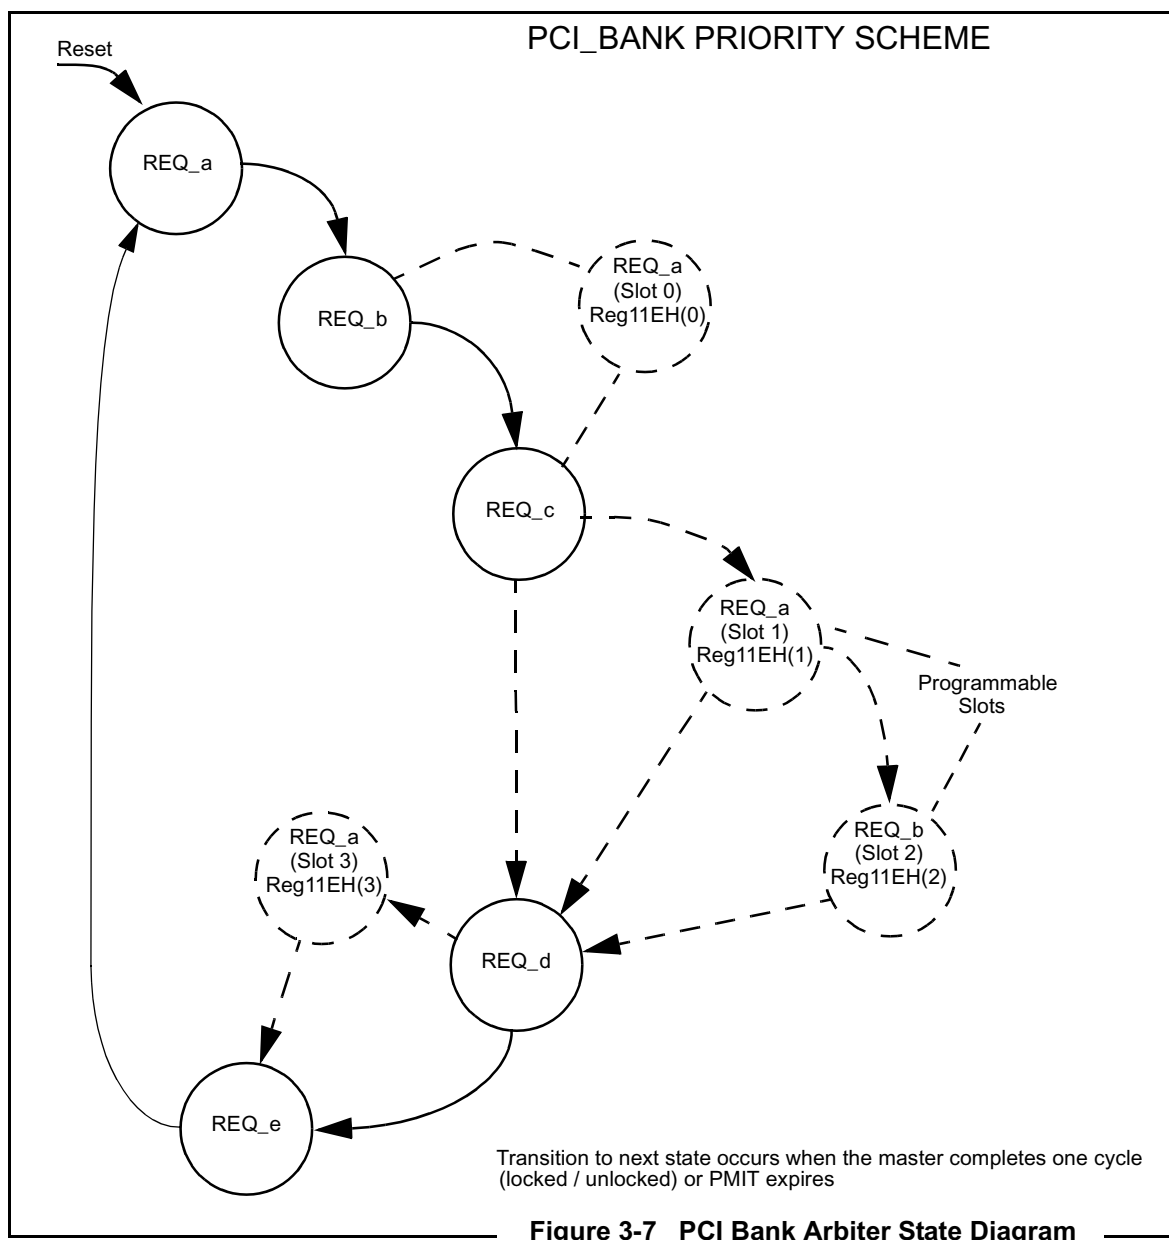 PCI_BANK PRIORITY SCHEME
Reset
REQ_a
REQ_b
REQ_a
(Slot 0)
Reg11EH(0)
REQ_c
REQ_a
(Slot 1)
Reg11EH(1)
Programmable
Slots
REQ_a
(Slot 3)
Reg11EH(3)
REQ_b
(Slot 2)
Reg11EH(2)
REQ_d
REQ_e
Transition to next state occurs when the master completes one cycle
(locked / unlocked) or PMIT expires
Figure 3-7 PCI Bank Arbiter State Diagram